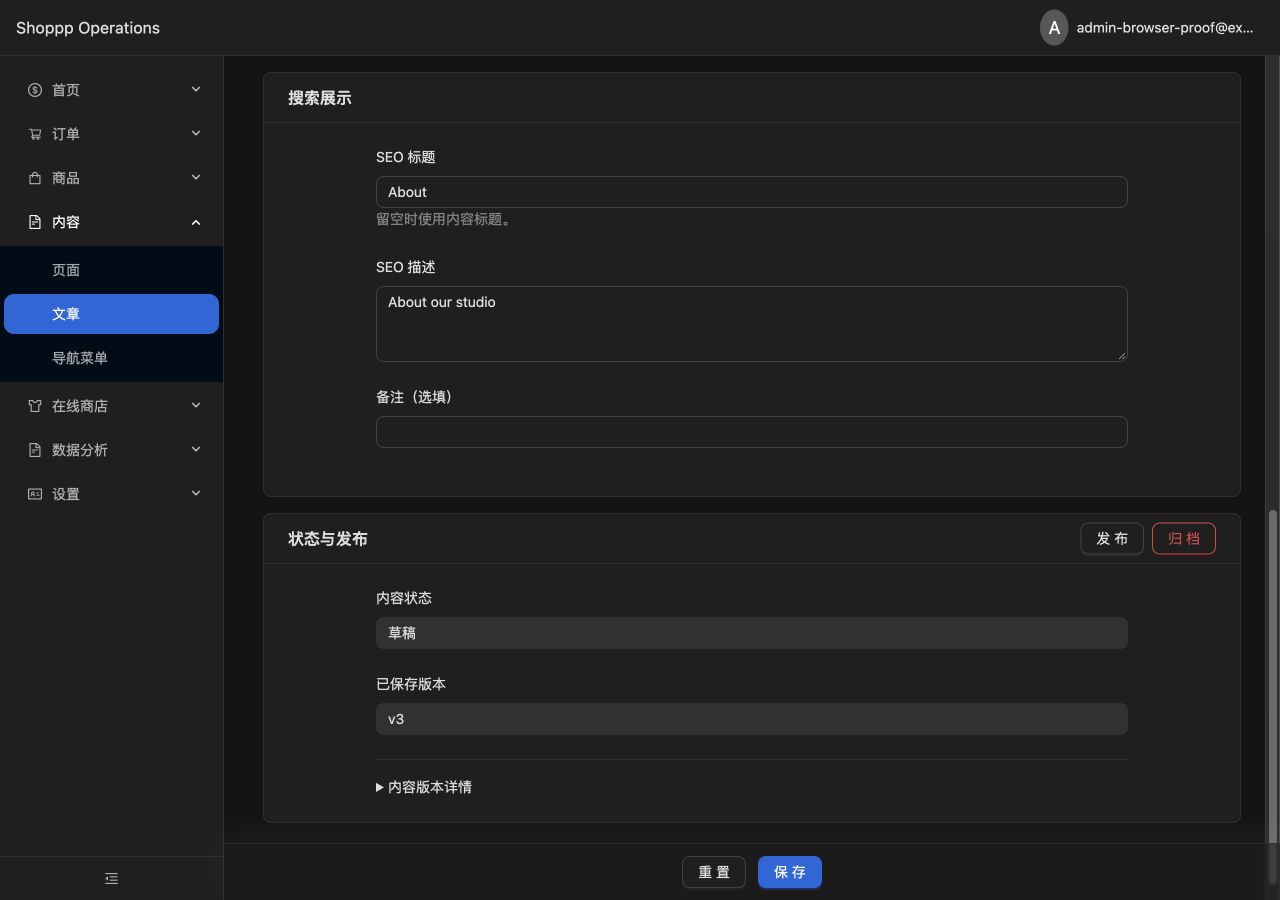 Shoppp Operations
A
admin-browser-proof@ex...
首页
订单
商品
内容
页面
文章
导航菜单
在线商店
数据分析
设置
搜索展示
SEO 标题
About
留空时使用内容标题。
SEO 描述
About our studio
备注（选填）
状态与发布
发 布
归 档
内容状态
草稿
已保存版本
v3
内容版本详情
重 置
保 存